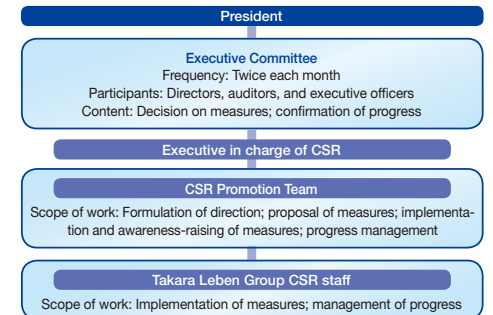 President
Executive Committee
Frequency: Twice each month
Participants: Directors, auditors, and executive officers
Content: Decision on measures; confirmation of progress
Executive in charge of CSR
CSR Promotion Team
Scope of work: Formulation of direction; proposal of measures; implementa-
tion and awareness-raising of measures; progress management
Takara Leben Group CSR staff
Scope of work: Implementation of measures; management of progress